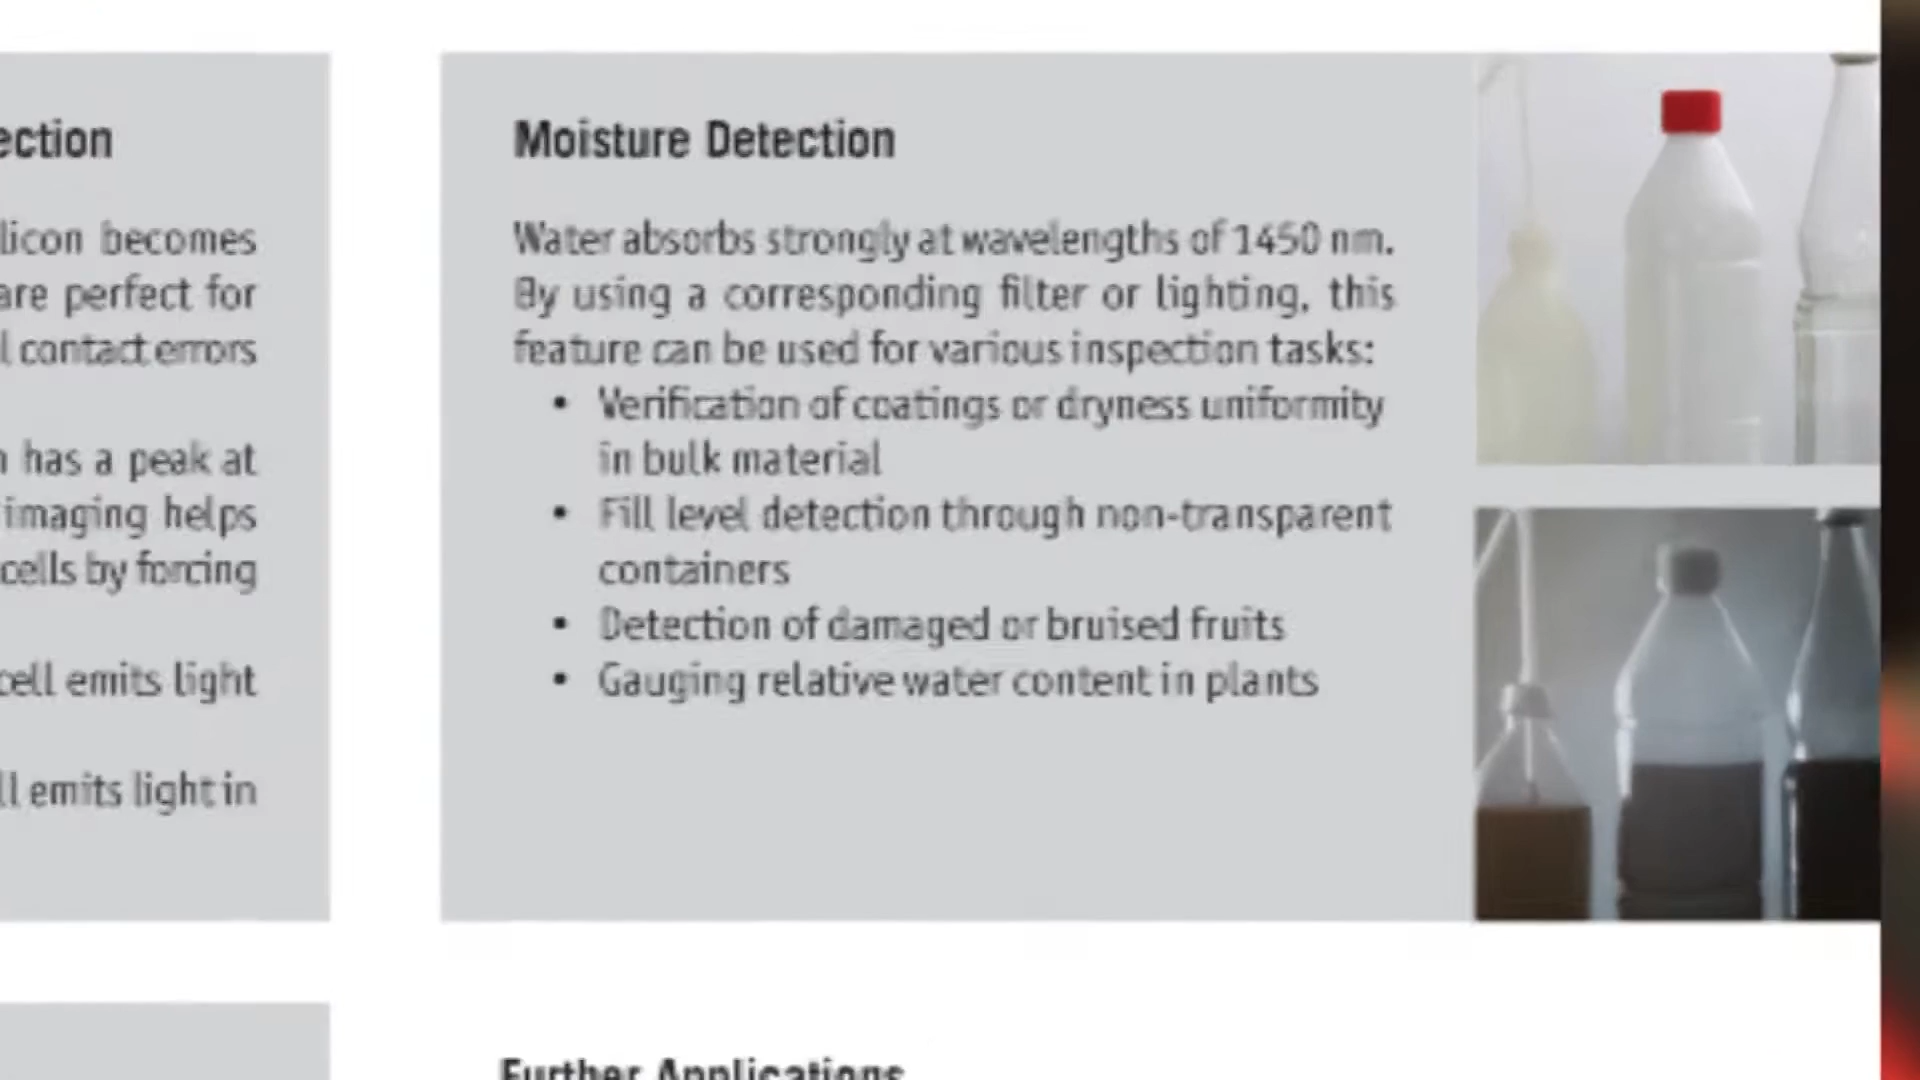 ection
licon becomes
are perfect for
l contact errors
has a peak at
imaging helps
cells by forcing
cell emits light
ll emits light in
Moisture Detection
Water absorbs strongly at wavelengths of 1450 nm.
By using a corresponding filter or lighting, this
feature can be used for various inspection tasks:
• Verification of coatings or dryness uniformity
in bulk material
• Fill level detection through non-transparent
containers
• Detection of damaged or bruised fruits
• Gauging relative water content in plants
Further Applications